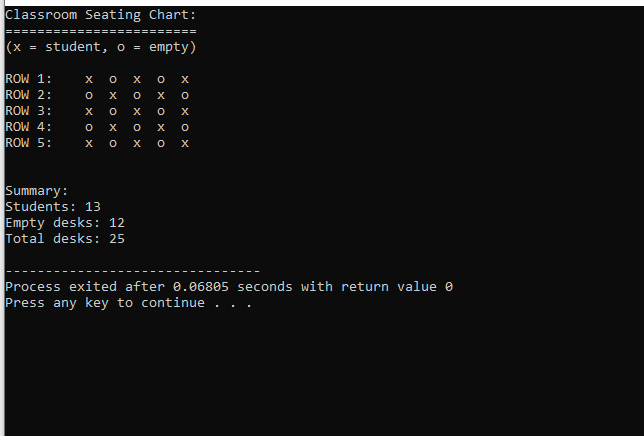 Classroom Seating Chart:
========================
(x = student, o = empty)
ROW 1:    x  o  x  o  x
ROW 2:    o  x  o  x  o
ROW 3:    x  o  x  o  x
ROW 4:    o  x  o  x  o
ROW 5:    x  o  x  o  x
Summary:
Students: 13
Empty desks: 12
Total desks: 25
--------------------------------
Process exited after 0.06805 seconds with return value 0
Press any key to continue . . .